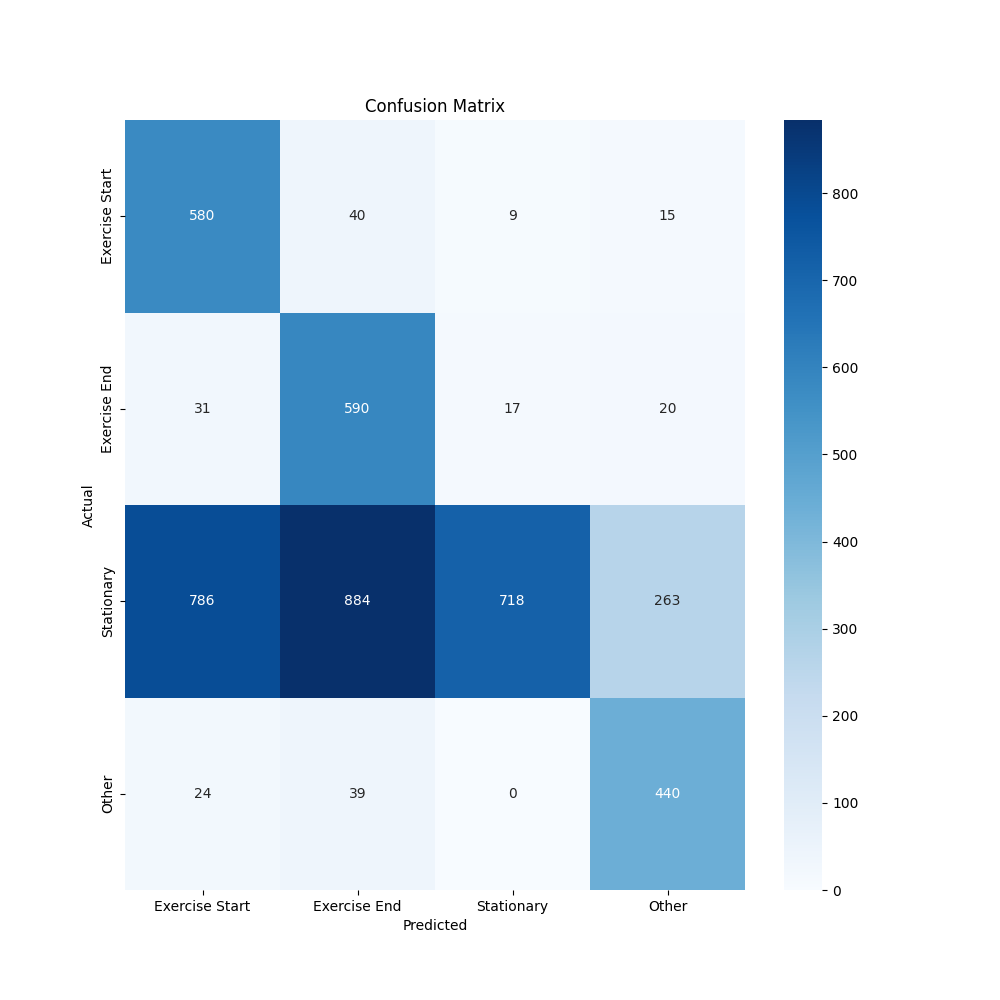 Confusion Matrix
Exercise Start
580 40 9 15
Exercise End
31 590 17 20
Actual
Stationary
786 884 718 263
Other
24 39 0 440
Exercise Start Exercise End Stationary Other
Predicted
800
700
600
500
400
300
200
100
0